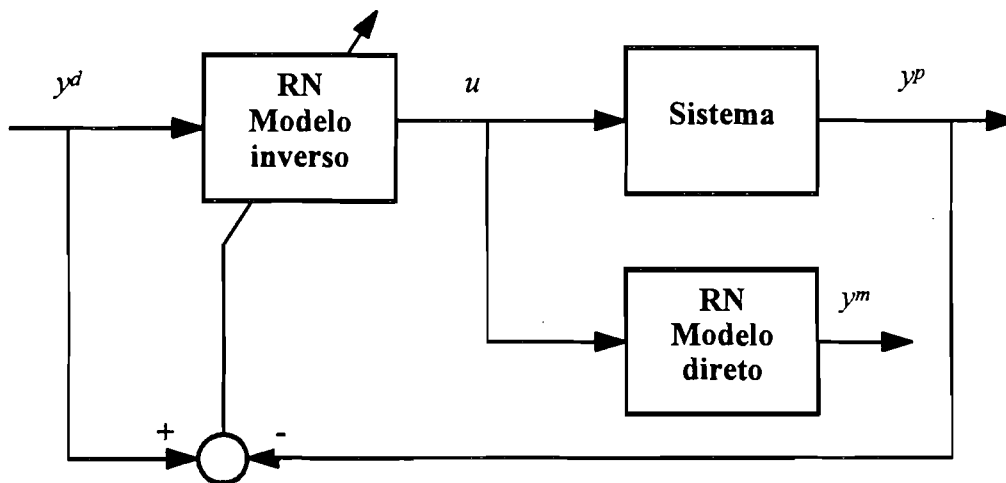 y^d
RN
Modelo
inverso
u
Sistema
y^p
RN
Modelo
direto
y^m
+
-